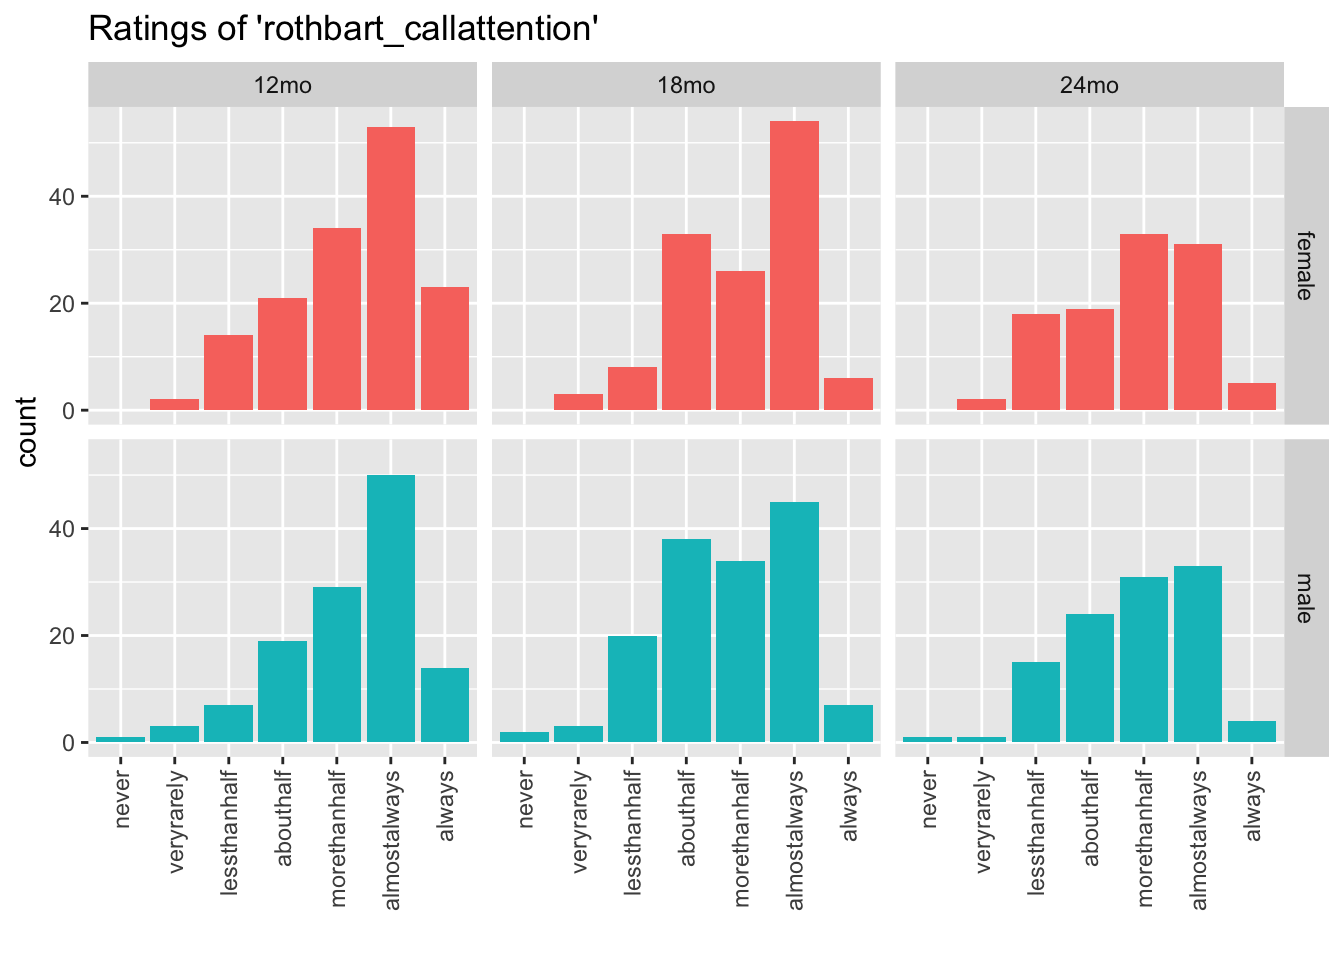 Ratings of 'rothbart_callattention'
12mo 18mo 24mo
40
20
0
female
count
40
20
0
male
never veryrarely lessthanhalf abouthalf morethanhalf almostalways always never veryrarely lessthanhalf abouthalf morethanhalf almostalways always never veryrarely lessthanhalf abouthalf morethanhalf almostalways always